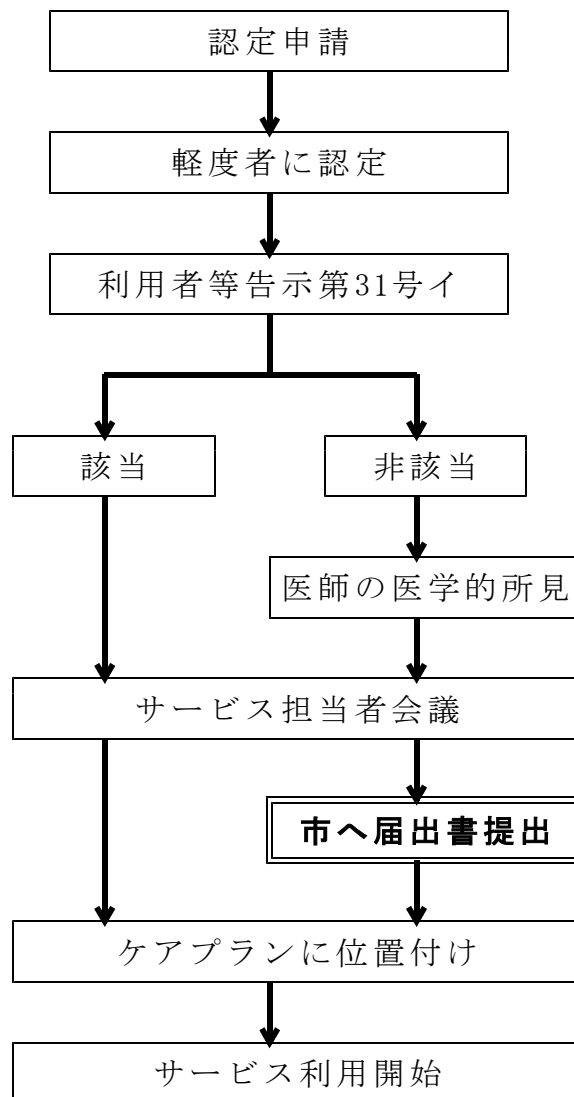 認定申請
軽度者に認定
利用者等告示第31号イ
該当
非該当
医師の医学的所見
サービス担当者会議
市へ届出書提出
ケアプランに位置付け
サービス利用開始